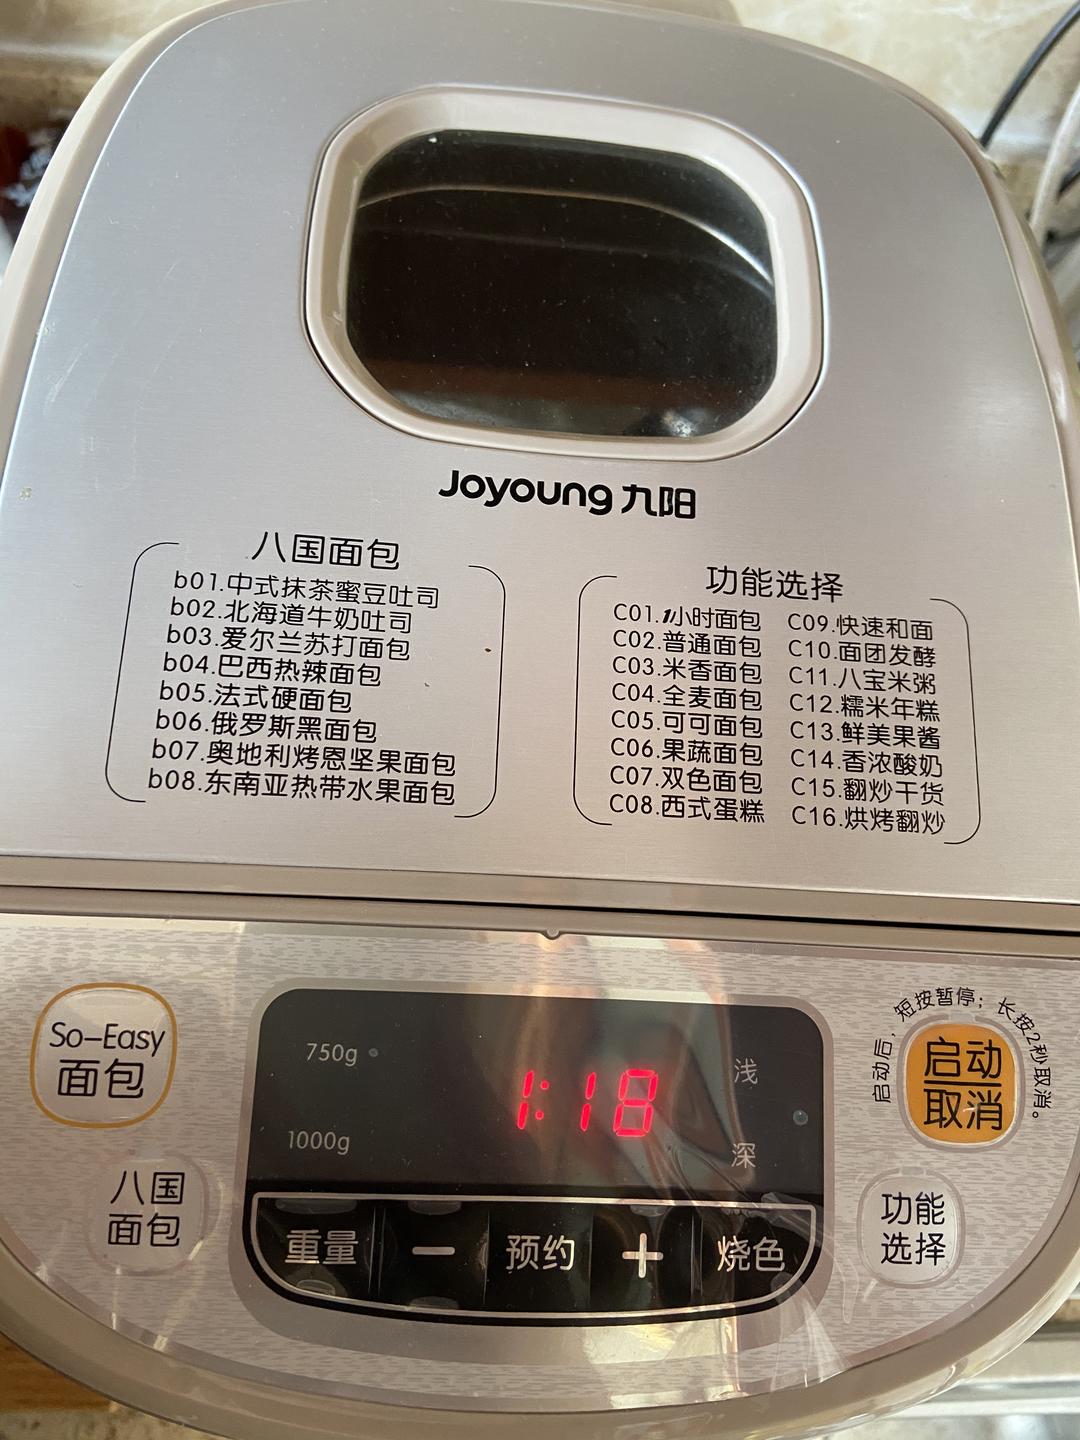 Joyoung 九阳
八国面包
b01.中式抹茶蜜豆吐司
b02.北海道牛奶吐司
b03.爱尔兰苏打面包
b04.巴西热辣面包
b05.法式硬面包
b06.俄罗斯黑面包
b07.奥地利烤恩坚果面包
b08.东南亚热带水果面包
功能选择
C01.1小时面包
C02.普通面包
C03.米香面包
C04.全麦面包
C05.可可面包
C06.果蔬面包
C07.双色面包
C08.西式蛋糕
C09.快速和面
C10.面团发酵
C11.八宝米粥
C12.糯米年糕
C13.鲜美果酱
C14.香浓酸奶
C15.翻炒干货
C16.烘烤翻炒
So-Easy
面包
八国
面包
750g
1000g
1:18
浅
深
重量
－
预约
＋
烧色
启动后，短按暂停；长按2秒取消。
启动
取消
功能
选择